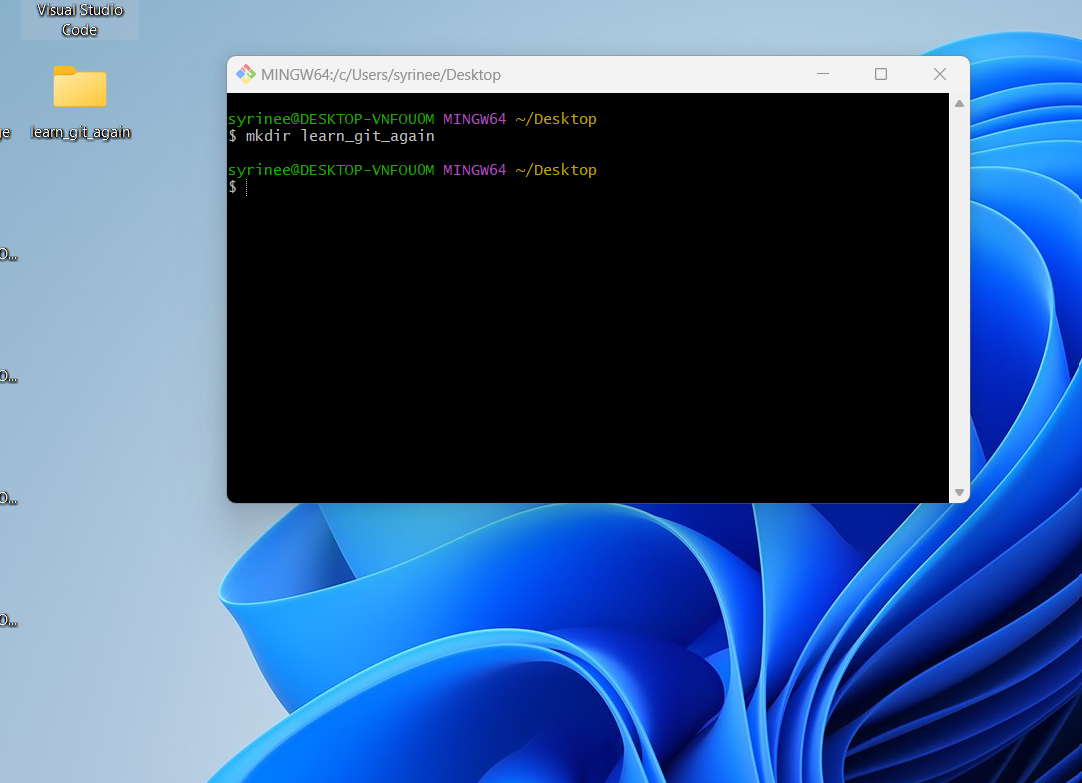 Visual Studio
Code
learn_git_again
ge
O...
O...
O...
O...
MINGW64:/c/Users/syrinee/Desktop
syrinee@DESKTOP-VNFOUOM MINGW64 ~/Desktop
$ mkdir learn_git_again
syrinee@DESKTOP-VNFOUOM MINGW64 ~/Desktop
$